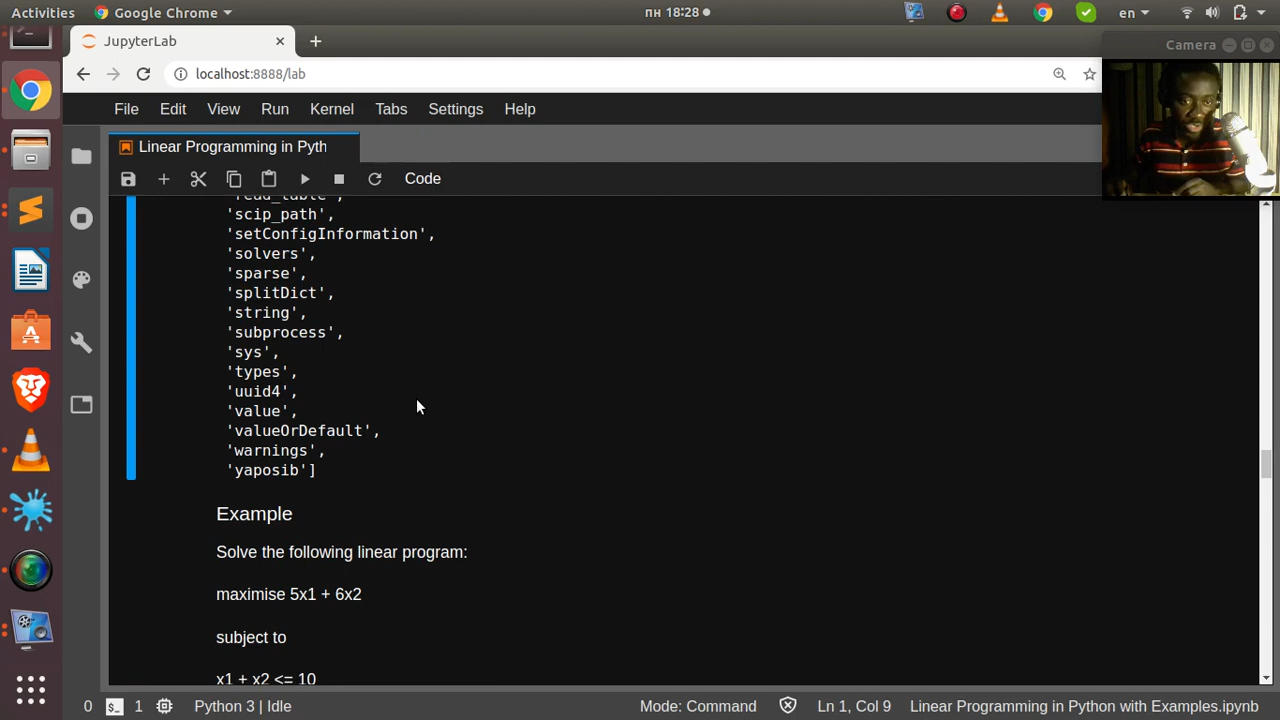 Activities
Google Chrome
пн 18:28
en
JupyterLab
localhost:8888/lab
Camera
File Edit View Run Kernel Tabs Settings Help
Linear Programming in Pyth
Code
'read_table',
'scip_path',
'setConfigInformation',
'solvers',
'sparse',
'splitDict',
'string',
'subprocess',
'sys',
'types',
'uuid4',
'value',
'valueOrDefault',
'warnings',
'yaposib']
Example
Solve the following linear program:
maximise 5x1 + 6x2
subject to
x1 + x2 <= 10
0 $_ 1 Python 3 | Idle Mode: Command Ln 1, Col 9 Linear Programming in Python with Examples.ipynb